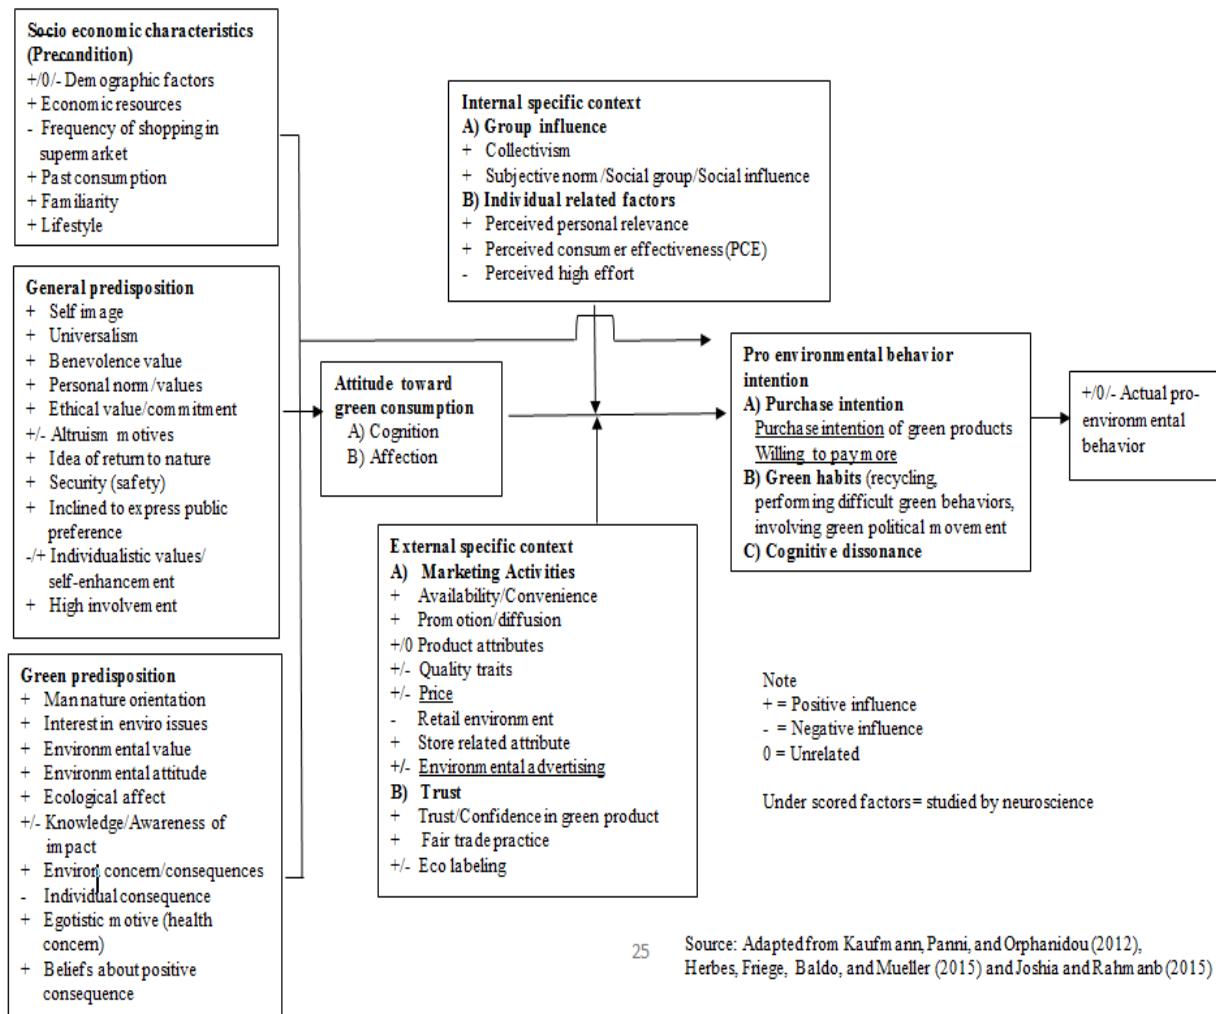 Socio economic characteristics
(Precondition)
+/0/- Demographic factors
+ Economic resources
- Frequency of shopping in
supermarket
+ Past consumption
+ Familiarity
+ Lifestyle
General predisposition
+ Self image
+ Universalism
+ Benevolence value
+ Personal norm/values
+ Ethical value/commitment
+/- Altruism motives
+ Idea of return to nature
+ Security (safety)
+ Inclined to express public
preference
-/+ Individualistic values/
self-enhancement
+ High involvement
Green predisposition
+ Man nature orientation
+ Interest in enviro issues
+ Environmental value
+ Environmental attitude
+ Ecological affect
+/- Knowledge/Awareness of
impact
+ Environ concern/consequences
- Individual consequence
+ Egotistic motive (health
concern)
+ Beliefs about positive
consequence
Attitude toward
green consumption
A) Cognition
B) Affection
Internal specific context
A) Group influence
+ Collectivism
+ Subjective norm/Social group/Social influence
B) Individual related factors
+ Perceived personal relevance
+ Perceived consumer effectiveness (PCE)
- Perceived high effort
External specific context
A) Marketing Activities
+ Availability/Convenience
+ Promotion/diffusion
+/0 Product attributes
+/- Quality traits
+/- Price
- Retail environment
+ Store related attribute
+/- Environmental advertising
B) Trust
+ Trust/Confidence in green product
+ Fair trade practice
+/- Eco labeling
Pro environmental behavior
intention
A) Purchase intention
Purchase intention of green products
Willing to pay more
B) Green habits (recycling,
performing difficult green behaviors,
involving green political movement
C) Cognitive dissonance
+/0/- Actual pro-
environmental
behavior
Note
+ = Positive influence
- = Negative influence
0 = Unrelated
Under scored factors= studied by neuroscience
25
Source: Adapted from Kaufmann, Panni, and Orphanidou (2012),
Herbes, Friege, Baldo, and Mueller (2015) and Joshia and Rahmanb (2015)